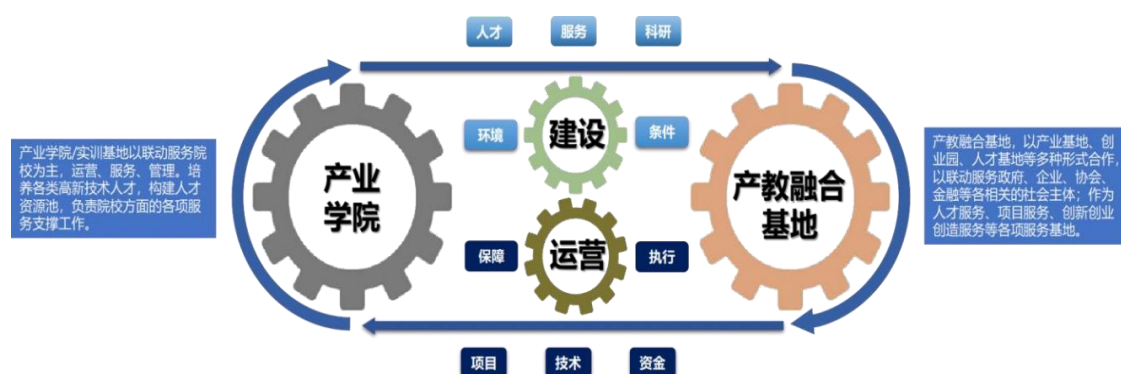 人才 服务 科研
产业学院/实训基地以联动服务院
校为主，运营、服务、管理。培
养各类高新技术人才，构建人才
资源池，负责院校方面的各项服
务支撑工作。
产业
学院
环境 建设 条件
保障 运营 执行
产教融合
基地
产教融合基地，以产业基地、创
业园、人才基地等多种形式合作，
以联动服务政府、企业、协会、
金融等各相关的社会主体；作为
人才服务、项目服务、创新创业
创造服务等各项服务基地。
项目 技术 资金